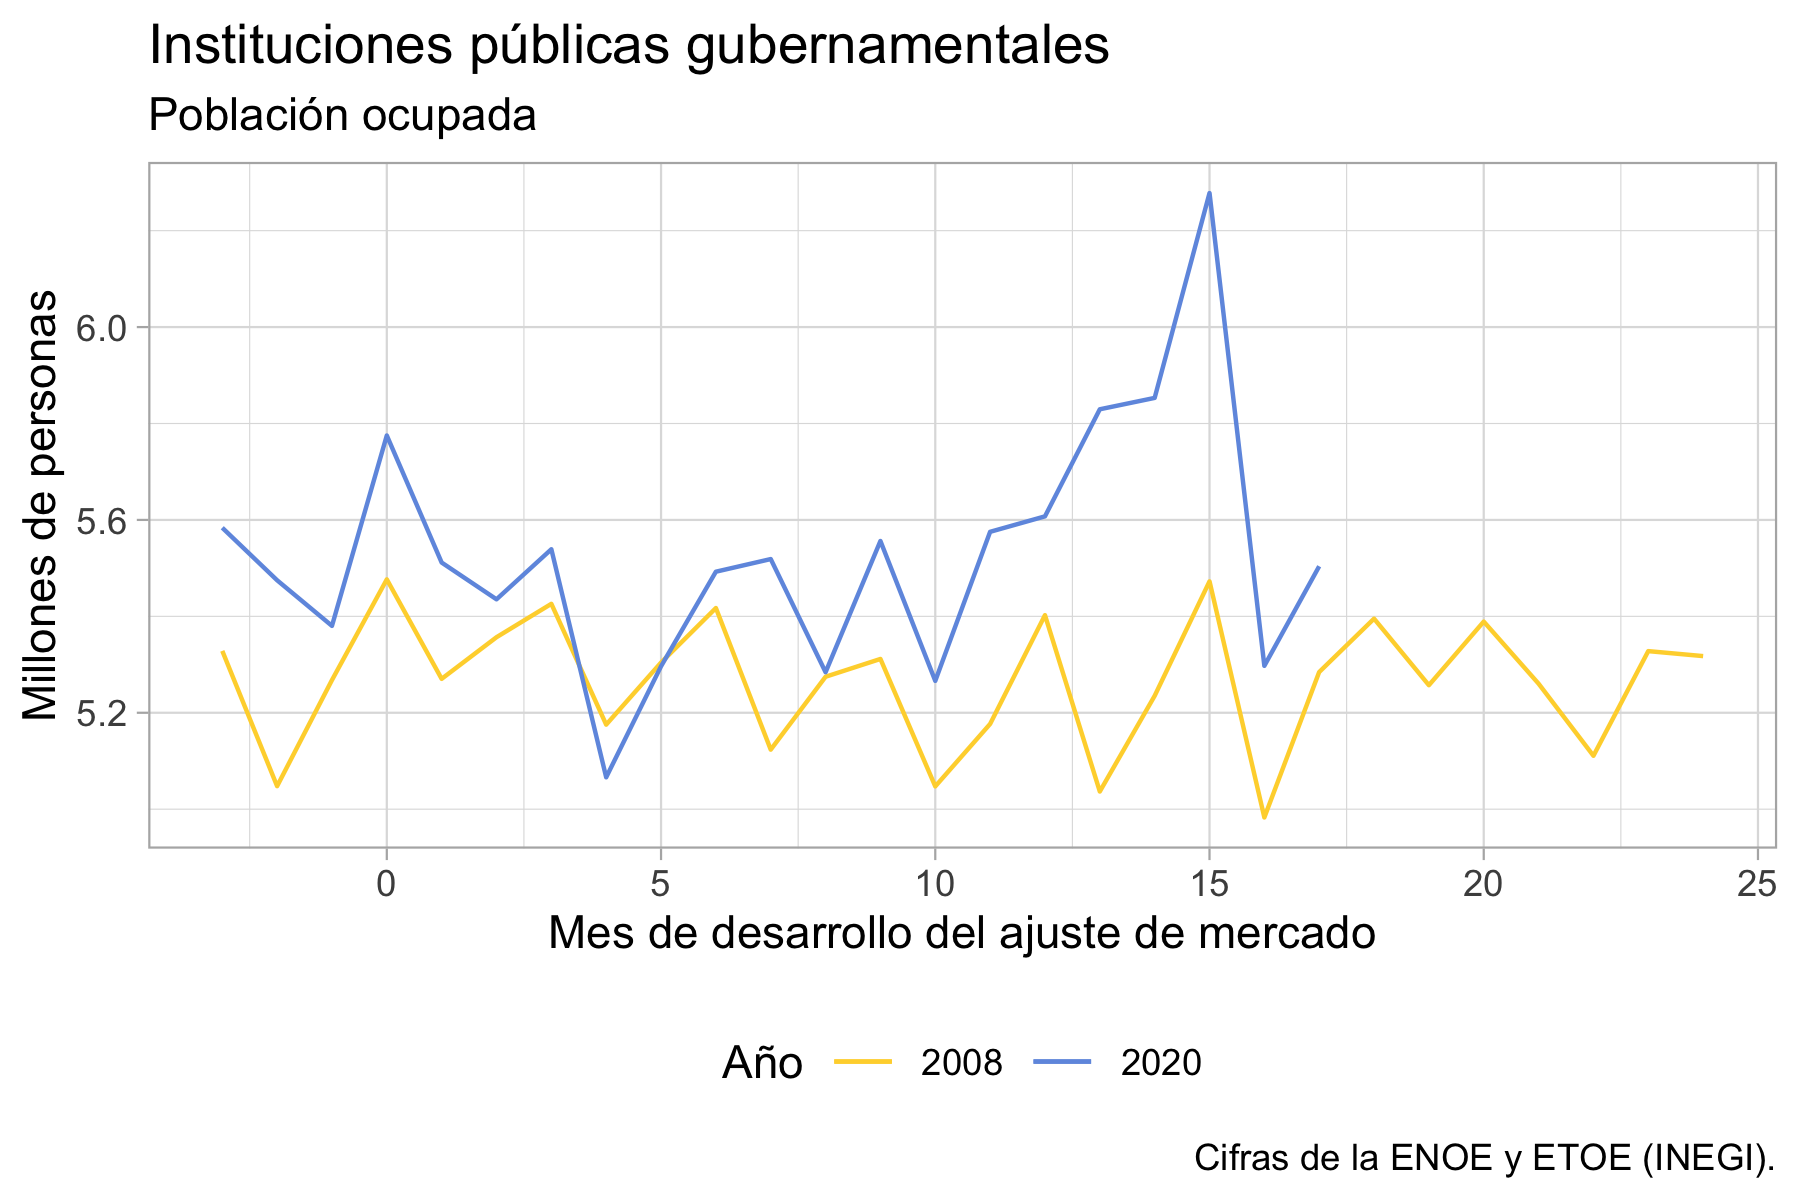 Instituciones públicas gubernamentales
Población ocupada
Millones de personas
6.0
5.6
5.2
0 5 10 15 20 25
Mes de desarrollo del ajuste de mercado
Año 2008 2020
Cifras de la ENOE y ETOE (INEGI).